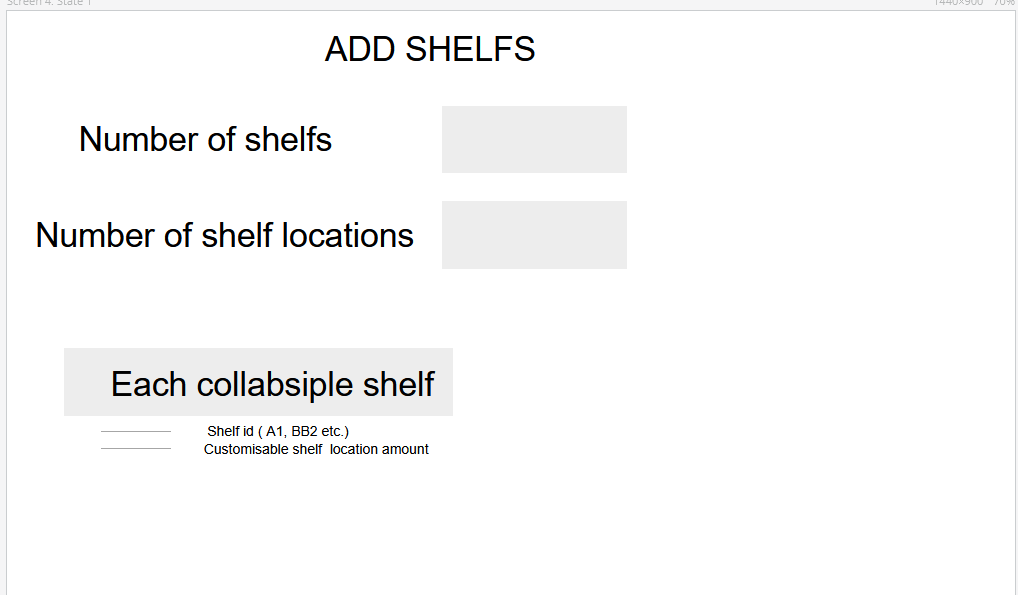 Screen 4: State 1
1440×900 70%
ADD SHELFS
Number of shelfs
Number of shelf locations
Each collabsiple shelf
Shelf id ( A1, BB2 etc.)
Customisable shelf  location amount